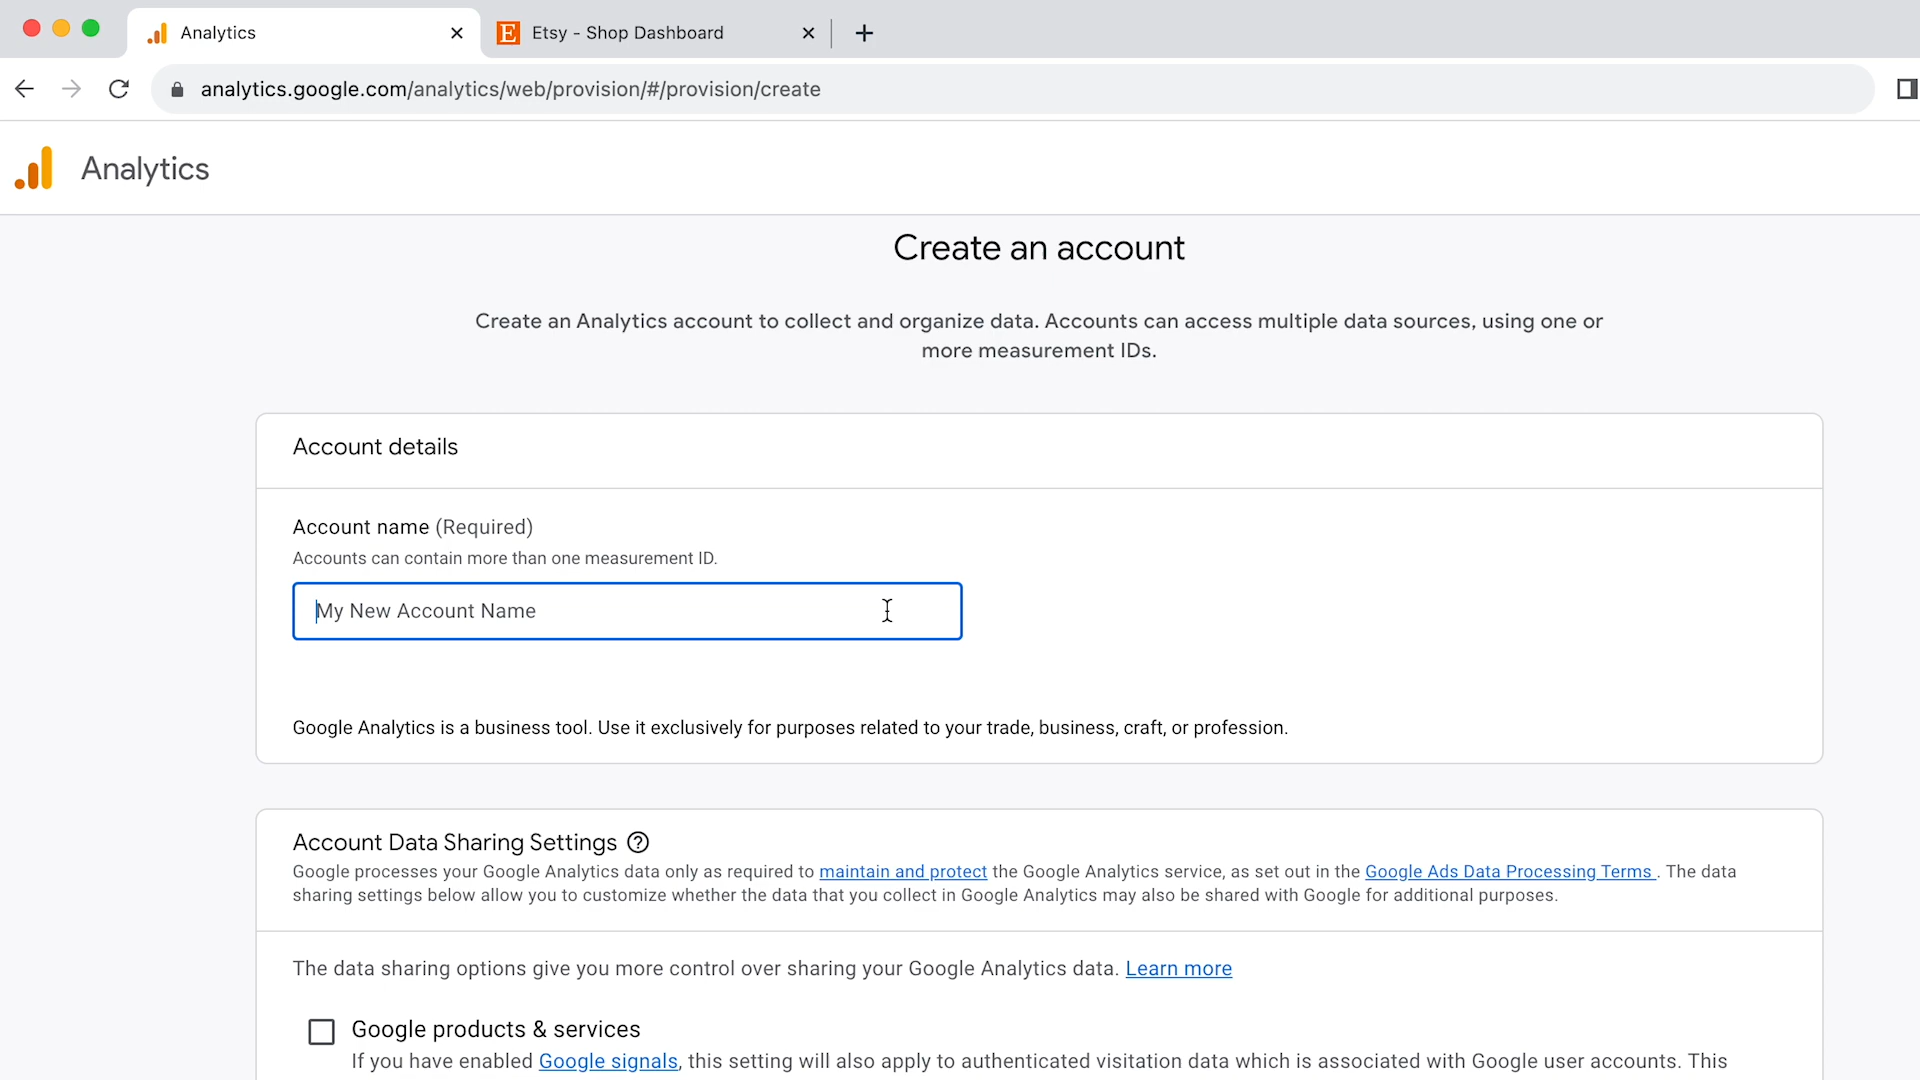 Analytics
Etsy - Shop Dashboard
analytics.google.com/analytics/web/provision/#/provision/create
Analytics
Create an account
Create an Analytics account to collect and organize data. Accounts can access multiple data sources, using one or
more measurement IDs.
Account details
Account name (Required)
Accounts can contain more than one measurement ID.
My New Account Name
Google Analytics is a business tool. Use it exclusively for purposes related to your trade, business, craft, or profession.
Account Data Sharing Settings
Google processes your Google Analytics data only as required to maintain and protect the Google Analytics service, as set out in the Google Ads Data Processing Terms . The data
sharing settings below allow you to customize whether the data that you collect in Google Analytics may also be shared with Google for additional purposes.
The data sharing options give you more control over sharing your Google Analytics data. Learn more
Google products & services
If you have enabled Google signals, this setting will also apply to authenticated visitation data which is associated with Google user accounts. This